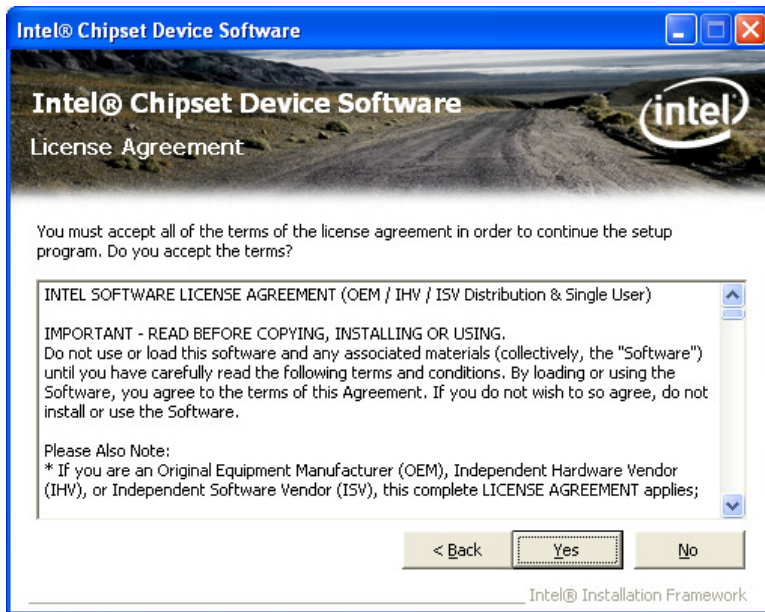 Intel® Chipset Device Software
Intel® Chipset Device Software
intel
License Agreement
You must accept all of the terms of the license agreement in order to continue the setup
program. Do you accept the terms?
INTEL SOFTWARE LICENSE AGREEMENT (OEM / IHV / ISV Distribution & Single User)
IMPORTANT - READ BEFORE COPYING, INSTALLING OR USING.
Do not use or load this software and any associated materials (collectively, the "Software")
until you have carefully read the following terms and conditions. By loading or using the
Software, you agree to the terms of this Agreement. If you do not wish to so agree, do not
install or use the Software.
Please Also Note:
* If you are an Original Equipment Manufacturer (OEM), Independent Hardware Vendor
(IHV), or Independent Software Vendor (ISV), this complete LICENSE AGREEMENT applies;
< Back Yes No
Intel® Installation Framework